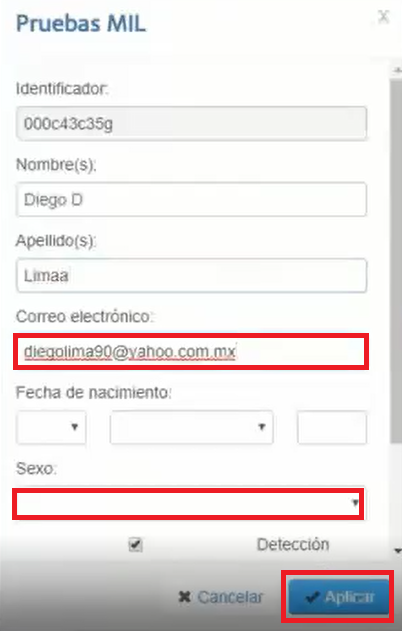 Pruebas MIL
x
Identificador:
000c43c35g
Nombre(s):
Diego D
Apellido(s):
Limaa
Correo electrónico:
diegolima90@yahoo.com.mx
Fecha de nacimiento:
Sexo:
Detección
Cancelar
Aplicar